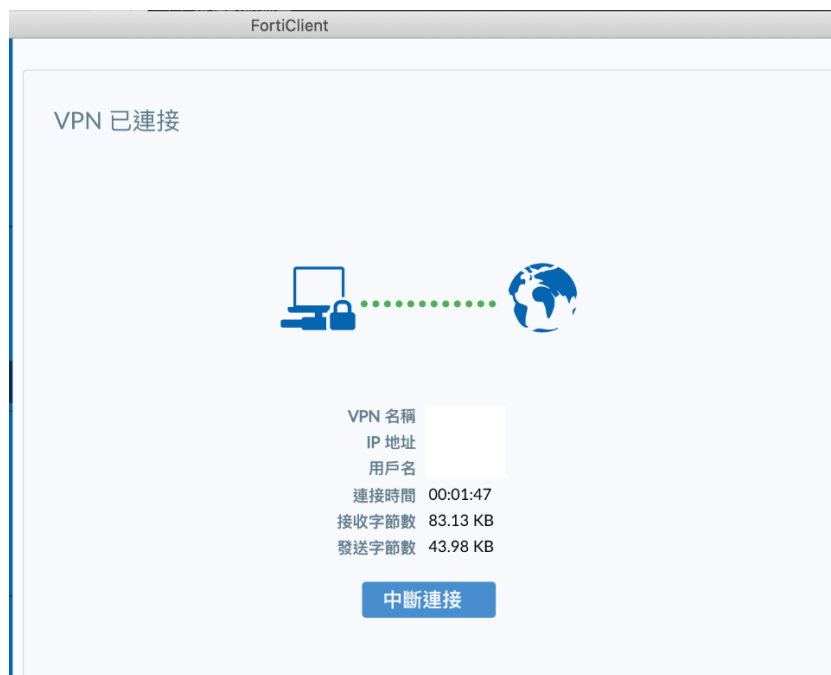 FortiClient
VPN 已連接
VPN 名稱
IP 地址
用戶名
連接時間 00:01:47
接收字節數 83.13 KB
發送字節數 43.98 KB
中斷連接